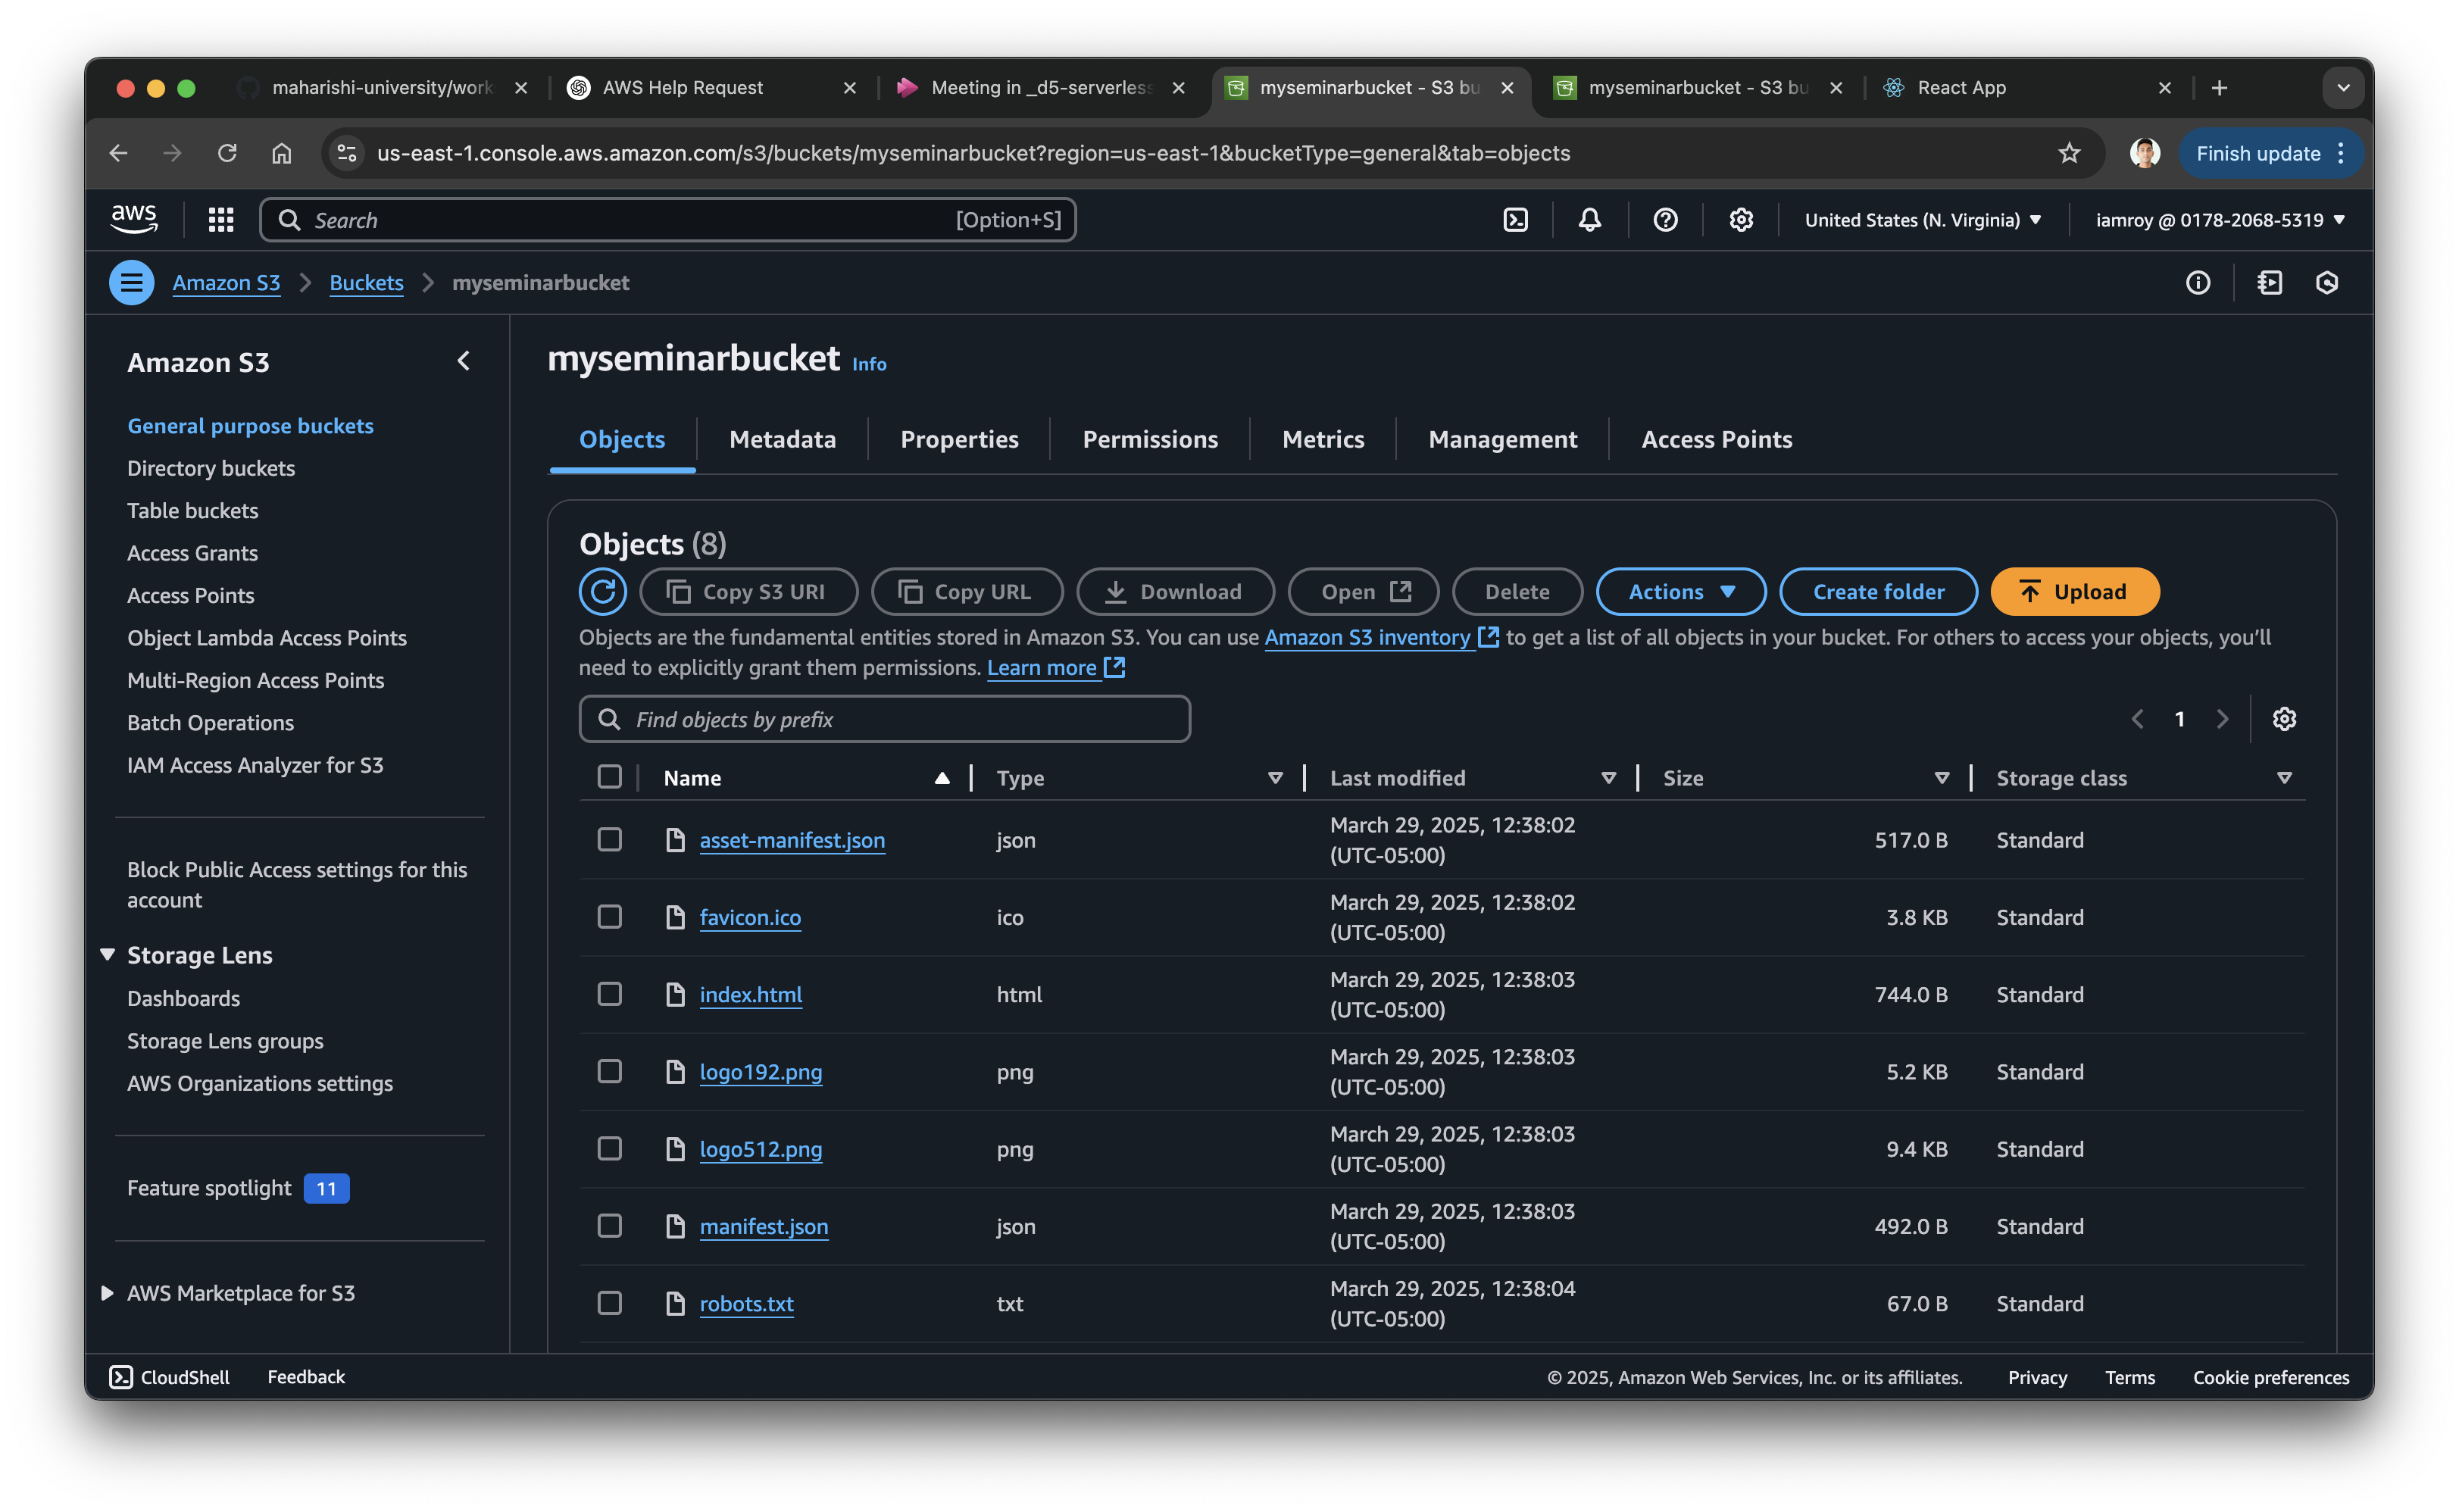 maharishi-university/work
AWS Help Request
Meeting in _d5-serverless
myseminarbucket - S3 bu
myseminarbucket - S3 bu
React App
us-east-1.console.aws.amazon.com/s3/buckets/myseminarbucket?region=us-east-1&bucketType=general&tab=objects
Finish update
aws
Search
[Option+S]
United States (N. Virginia)
iamroy @ 0178-2068-5319
Amazon S3
Buckets
myseminarbucket
Amazon S3
General purpose buckets
Directory buckets
Table buckets
Access Grants
Access Points
Object Lambda Access Points
Multi-Region Access Points
Batch Operations
IAM Access Analyzer for S3
Block Public Access settings for this
account
Storage Lens
Dashboards
Storage Lens groups
AWS Organizations settings
Feature spotlight 11
AWS Marketplace for S3
myseminarbucket Info
Objects Metadata Properties Permissions Metrics Management Access Points
Objects (8)
Copy S3 URI Copy URL Download Open Delete Actions Create folder Upload
Objects are the fundamental entities stored in Amazon S3. You can use Amazon S3 inventory to get a list of all objects in your bucket. For others to access your objects, you’ll
need to explicitly grant them permissions. Learn more
Find objects by prefix
1
Name Type Last modified Size Storage class
asset-manifest.json json March 29, 2025, 12:38:02 517.0 B Standard
(UTC-05:00)
favicon.ico ico March 29, 2025, 12:38:02 3.8 KB Standard
(UTC-05:00)
index.html html March 29, 2025, 12:38:03 744.0 B Standard
(UTC-05:00)
logo192.png png March 29, 2025, 12:38:03 5.2 KB Standard
(UTC-05:00)
logo512.png png March 29, 2025, 12:38:03 9.4 KB Standard
(UTC-05:00)
manifest.json json March 29, 2025, 12:38:03 492.0 B Standard
(UTC-05:00)
robots.txt txt March 29, 2025, 12:38:04 67.0 B Standard
(UTC-05:00)
CloudShell Feedback
© 2025, Amazon Web Services, Inc. or its affiliates. Privacy Terms Cookie preferences